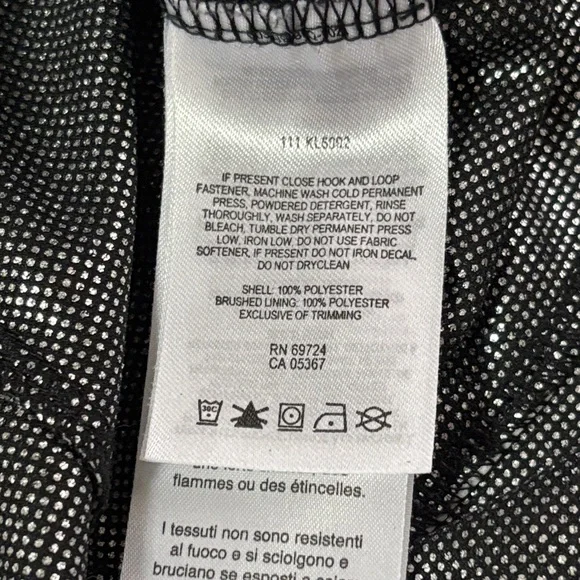 111 KL6002
IF PRESENT CLOSE HOOK AND LOOP
FASTENER, MACHINE WASH COLD PERMANENT
PRESS, POWDERED DETERGENT, RINSE
THOROUGHLY, WASH SEPARATELY, DO NOT
BLEACH, TUMBLE DRY PERMANENT PRESS
LOW, IRON LOW. DO NOT USE FABRIC
SOFTENER, IF PRESENT DO NOT IRON DECAL,
DO NOT DRYCLEAN
SHELL: 100% POLYESTER
BRUSHED LINING: 100% POLYESTER
EXCLUSIVE OF TRIMMING
RN 69724
CA 05367
30C
flammes ou des étincelles.
I tessuti non sono resistenti
al fuoco e si sciolgono e
bruciano se esposti a